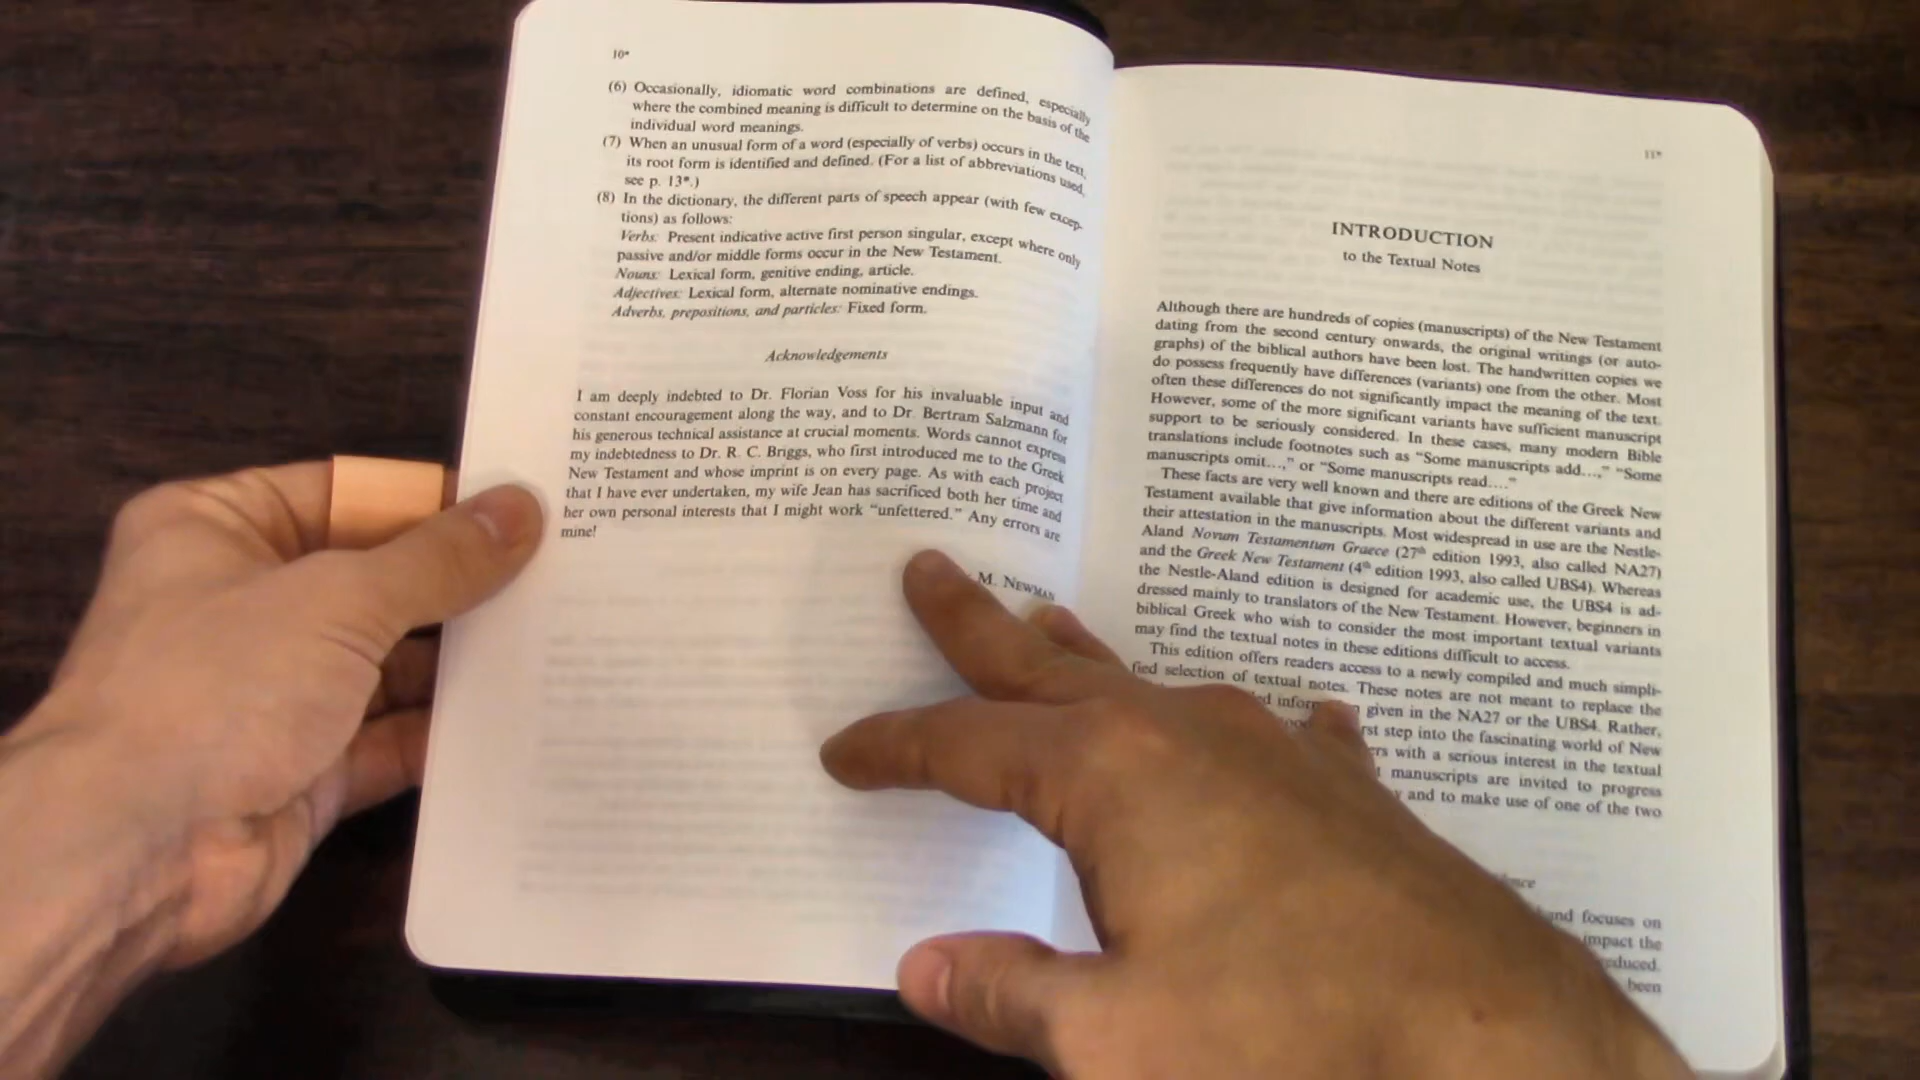 10*
(6) Occasionally, idiomatic word combinations are defined, especially
where the combined meaning is difficult to determine on the basis of the
individual word meanings.
(7) When an unusual form of a word (especially of verbs) occurs in the text,
its root form is identified and defined. (For a list of abbreviations used,
see p. 13*.)
(8) In the dictionary, the different parts of speech appear (with few excep-
tions) as follows:
Verbs: Present indicative active first person singular, except where only
passive and/or middle forms occur in the New Testament.
Nouns: Lexical form, genitive ending, article.
Adjectives: Lexical form, alternate nominative endings.
Adverbs, prepositions, and particles: Fixed form.
Acknowledgements
I am deeply indebted to Dr. Florian Voss for his invaluable input and
constant encouragement along the way, and to Dr. Bertram Salzmann for
his generous technical assistance at crucial moments. Words cannot express
my indebtedness to Dr. R. C. Briggs, who first introduced me to the Greek
New Testament and whose imprint is on every page. As with each project
that I have ever undertaken, my wife Jean has sacrificed both her time and
her own personal interests that I might work “unfettered.” Any errors are
mine!
M. NEWMAN
11*
INTRODUCTION
to the Textual Notes
Although there are hundreds of copies (manuscripts) of the New Testament
dating from the second century onwards, the original writings (or auto-
graphs) of the biblical authors have been lost. The handwritten copies we
do possess frequently have differences (variants) one from the other. Most
often these differences do not significantly impact the meaning of the text.
However, some of the more significant variants have sufficient manuscript
support to be seriously considered. In these cases, many modern Bible
translations include footnotes such as “Some manuscripts add…,” “Some
manuscripts omit…,” or “Some manuscripts read….”
These facts are very well known and there are editions of the Greek New
Testament available that give information about the different variants and
their attestation in the manuscripts. Most widespread in use are the Nestle-
Aland Novum Testamentum Graece (27th edition 1993, also called NA27)
and the Greek New Testament (4th edition 1993, also called UBS4). Whereas
the Nestle-Aland edition is designed for academic use, the UBS4 is ad-
dressed mainly to translators of the New Testament. However, beginners in
biblical Greek who wish to consider the most important textual variants
may find the textual notes in these editions difficult to access.
This edition offers readers access to a newly compiled and much simpli-
fied selection of textual notes. These notes are not meant to replace the
given in the NA27 or the UBS4. Rather,
step into the fascinating world of New
with a serious interest in the textual
manuscripts are invited to progress
and to make use of one of the two
and focuses on
impact the
been